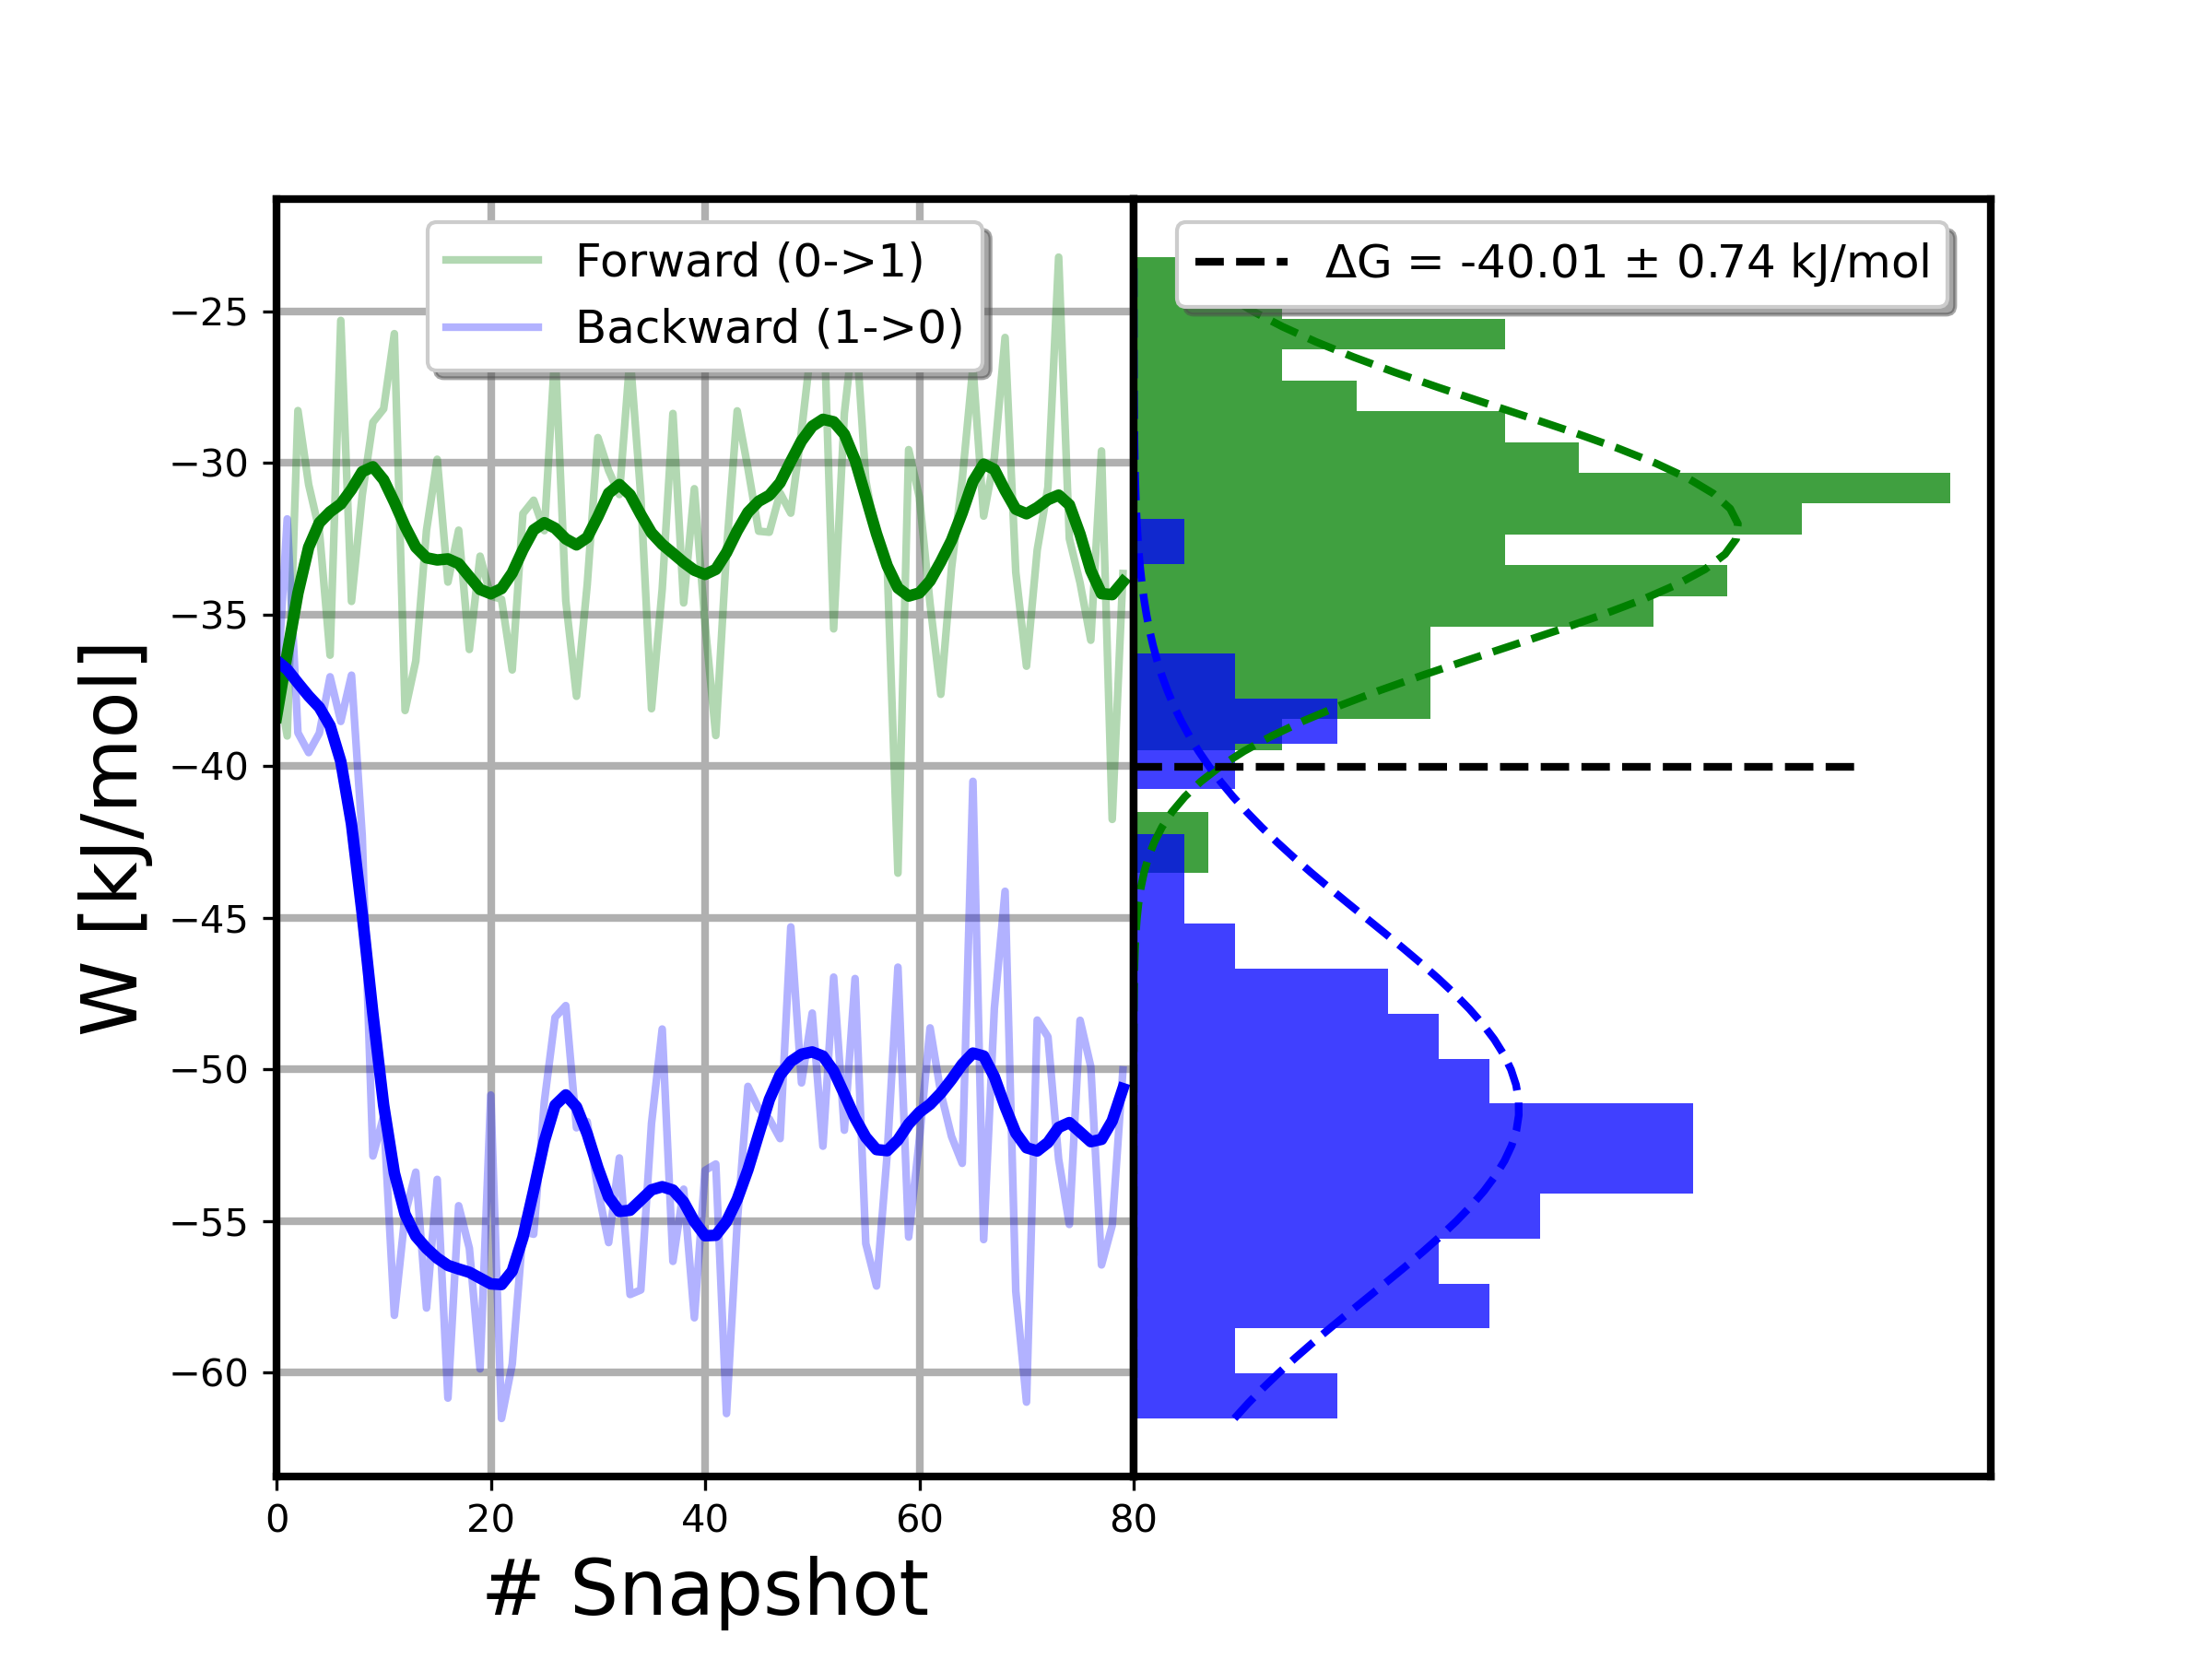 Forward (0->1)
Backward (1->0)
ΔG = -40.01 ± 0.74 kJ/mol
W [kJ/mol]
−25
−30
−35
−40
−45
−50
−55
−60
0 20 40 60 80
# Snapshot